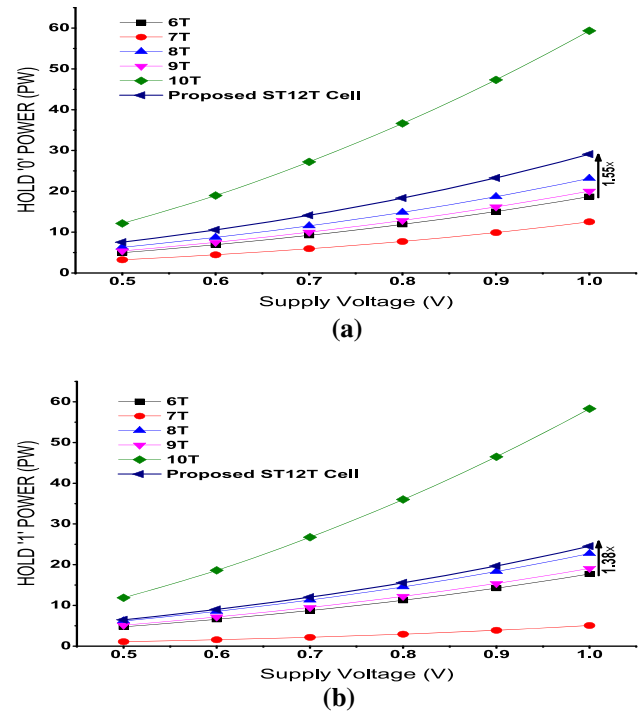 6T
7T
8T
9T
10T
Proposed ST12T Cell
HOLD '0' POWER (PW)
60
50
40
30
20
10
0
1.55×
0.5 0.6 0.7 0.8 0.9 1.0
Supply Voltage (V)
(a)
6T
7T
8T
9T
10T
Proposed ST12T Cell
HOLD '1' POWER (PW)
60
50
40
30
20
10
0
1.38×
0.5 0.6 0.7 0.8 0.9 1.0
Supply Voltage (V)
(b)